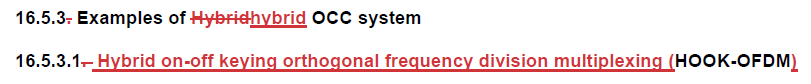 16.5.3. Examples of Hybridhybrid OCC system
16.5.3.1. Hybrid on-off keying orthogonal frequency division multiplexing (HOOK-OFDM)